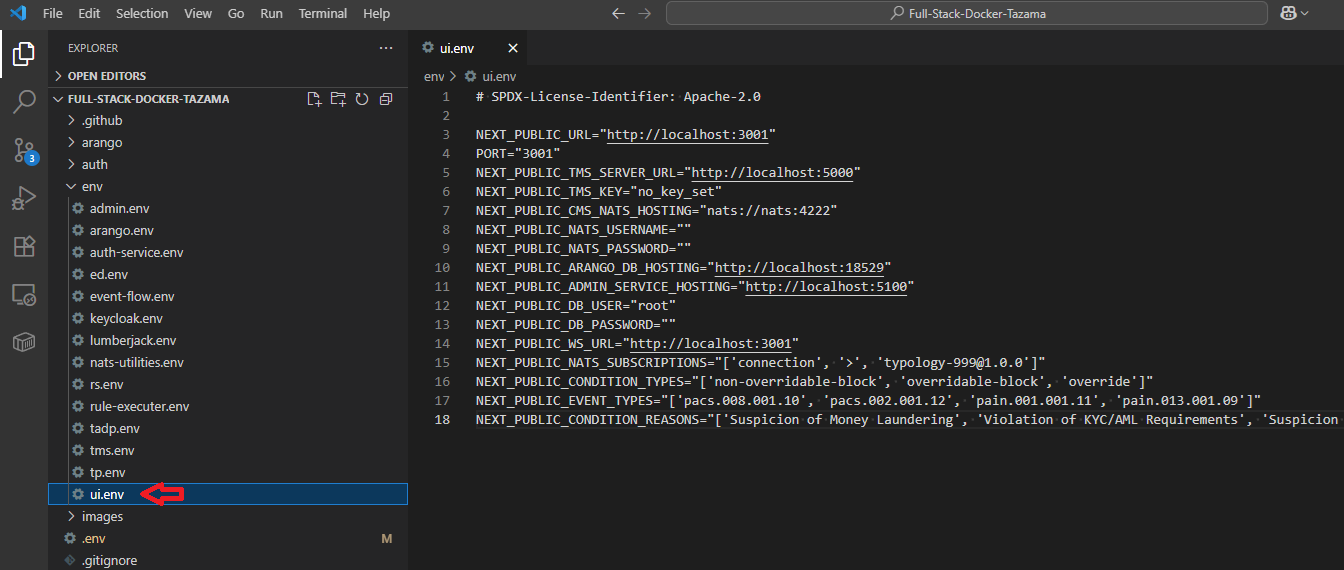 File Edit Selection View Go Run Terminal Help
Full-Stack-Docker-Tazama
EXPLORER
OPEN EDITORS
FULL-STACK-DOCKER-TAZAMA
.github
arango
auth
env
admin.env
arango.env
auth-service.env
ed.env
event-flow.env
keycloak.env
lumberjack.env
nats-utilities.env
rs.env
rule-executer.env
tadp.env
tms.env
tp.env
ui.env
images
.env M
.gitignore
3
ui.env
env > ui.env
1 # SPDX-License-Identifier: Apache-2.0
2
3 NEXT_PUBLIC_URL="http://localhost:3001"
4 PORT="3001"
5 NEXT_PUBLIC_TMS_SERVER_URL="http://localhost:5000"
6 NEXT_PUBLIC_TMS_KEY="no_key_set"
7 NEXT_PUBLIC_CMS_NATS_HOSTING="nats://nats:4222"
8 NEXT_PUBLIC_NATS_USERNAME=""
9 NEXT_PUBLIC_NATS_PASSWORD=""
10 NEXT_PUBLIC_ARANGO_DB_HOSTING="http://localhost:18529"
11 NEXT_PUBLIC_ADMIN_SERVICE_HOSTING="http://localhost:5100"
12 NEXT_PUBLIC_DB_USER="root"
13 NEXT_PUBLIC_DB_PASSWORD=""
14 NEXT_PUBLIC_WS_URL="http://localhost:3001"
15 NEXT_PUBLIC_NATS_SUBSCRIPTIONS="['connection', '>', 'typology-999@1.0.0']"
16 NEXT_PUBLIC_CONDITION_TYPES="['non-overridable-block', 'overridable-block', 'override']"
17 NEXT_PUBLIC_EVENT_TYPES="['pacs.008.001.10', 'pacs.002.001.12', 'pain.001.001.11', 'pain.013.001.09']"
18 NEXT_PUBLIC_CONDITION_REASONS="['Suspicion of Money Laundering', 'Violation of KYC/AML Requirements', 'Suspicion